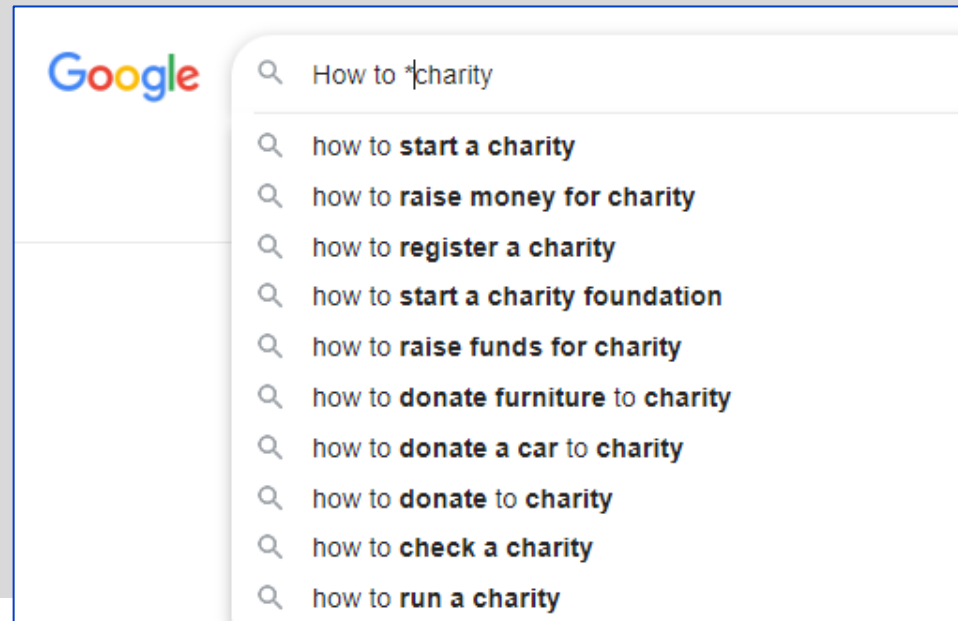 Google
How to *charity
how to start a charity
how to raise money for charity
how to register a charity
how to start a charity foundation
how to raise funds for charity
how to donate furniture to charity
how to donate a car to charity
how to donate to charity
how to check a charity
how to run a charity